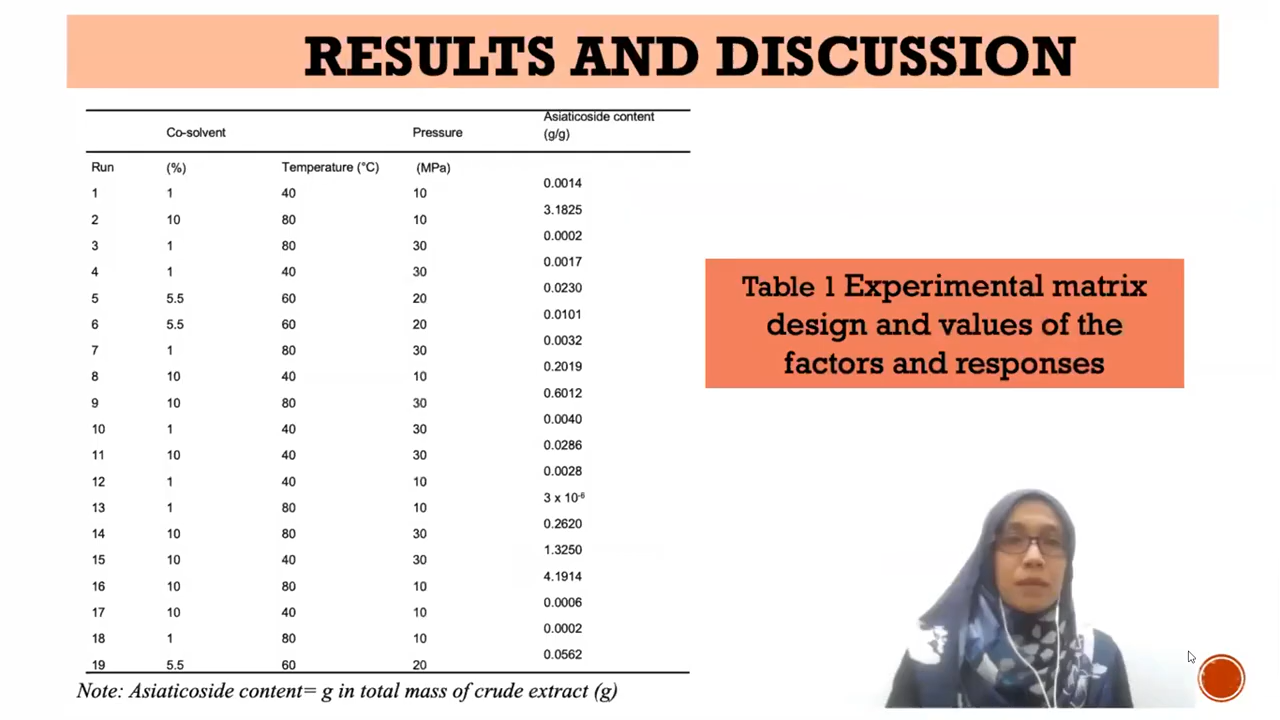 RESULTS AND DISCUSSION
Co-solvent Pressure Asiaticoside content (g/g)
Run (%) Temperature (°C) (MPa)
1 1 40 10 0.0014
2 10 80 10 3.1825
3 1 80 30 0.0002
4 1 40 30 0.0017
5 5.5 60 20 0.0230
6 5.5 60 20 0.0101
7 1 80 30 0.0032
8 10 40 10 0.2019
9 10 80 30 0.6012
10 1 40 30 0.0040
11 10 40 30 0.0286
12 1 40 10 0.0028
13 1 80 10 3 x 10⁻⁶
14 10 80 30 0.2620
15 10 40 30 1.3250
16 10 80 10 4.1914
17 10 40 10 0.0006
18 1 80 10 0.0002
19 5.5 60 20 0.0562
Note: Asiaticoside content= g in total mass of crude extract (g)
Table 1 Experimental matrix
design and values of the
factors and responses